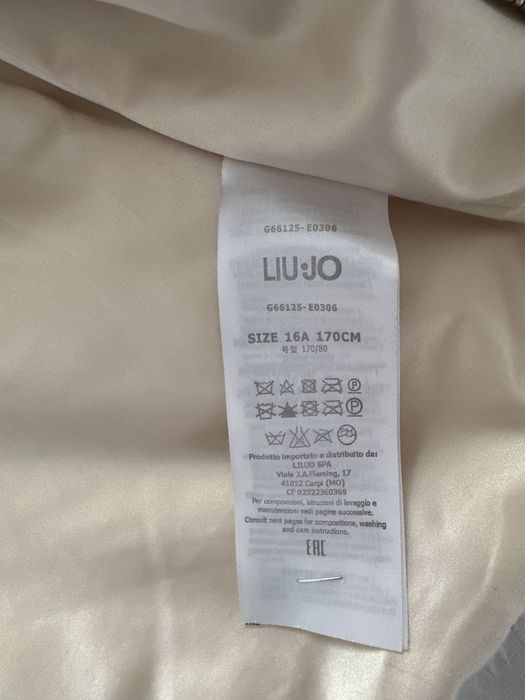 G66125-E0306
LIU·JO
G66125-E0306
SIZE 16A 170CM
号型 170/80
P
P
Prodotto importato e distribuito da:
LIUJO SPA
Viale J.A.Fleming, 17
41012 Carpi (MO)
CF 02322360369
Per composizioni, istruzioni di lavaggio e
manutenzioni vedi pagine successive.
Consult next pages for compositions, washing
and care instructions.
EAC